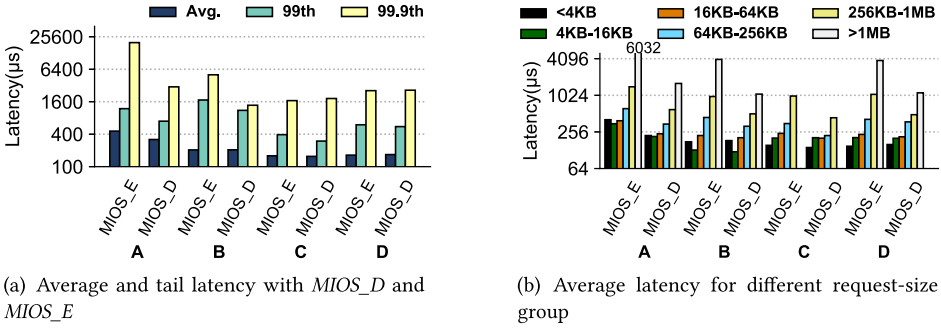 Avg. 99th 99.9th
Latency(μs)
25600
6400
1600
400
100
MIOS_E MIOS_D MIOS_E MIOS_D MIOS_E MIOS_D MIOS_E MIOS_D
A B C D
(a) Average and tail latency with MIOS_D and
MIOS_E
<4KB 16KB-64KB 256KB-1MB
4KB-16KB 64KB-256KB >1MB
6032
Latency(μs)
4096
1024
256
64
MIOS_E MIOS_D MIOS_E MIOS_D MIOS_E MIOS_D MIOS_E MIOS_D
A B C D
(b) Average latency for different request-size
group